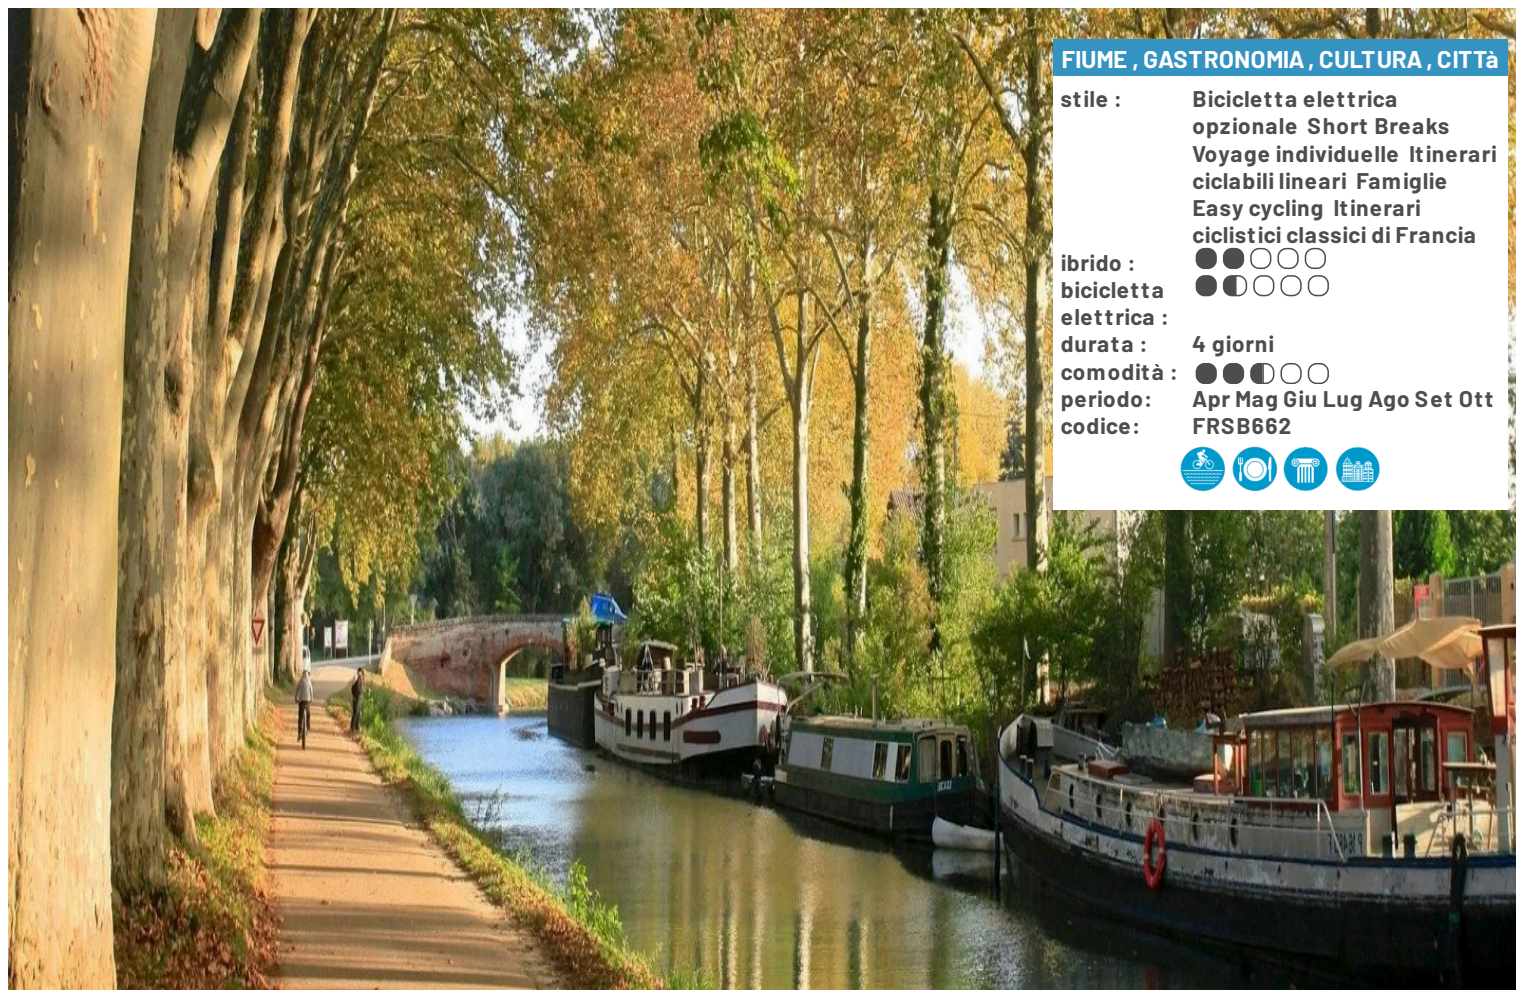 FIUME , GASTRONOMIA , CULTURA , CITTà
stile : Bicicletta elettrica
opzionale Short Breaks
Voyage individuelle Itinerari
ciclabili lineari Famiglie
Easy cycling Itinerari
ciclistici classici di Francia
ibrido :
bicicletta
elettrica :
durata : 4 giorni
comodità :
periodo: Apr Mag Giu Lug Ago Set Ott
codice: FRSB662